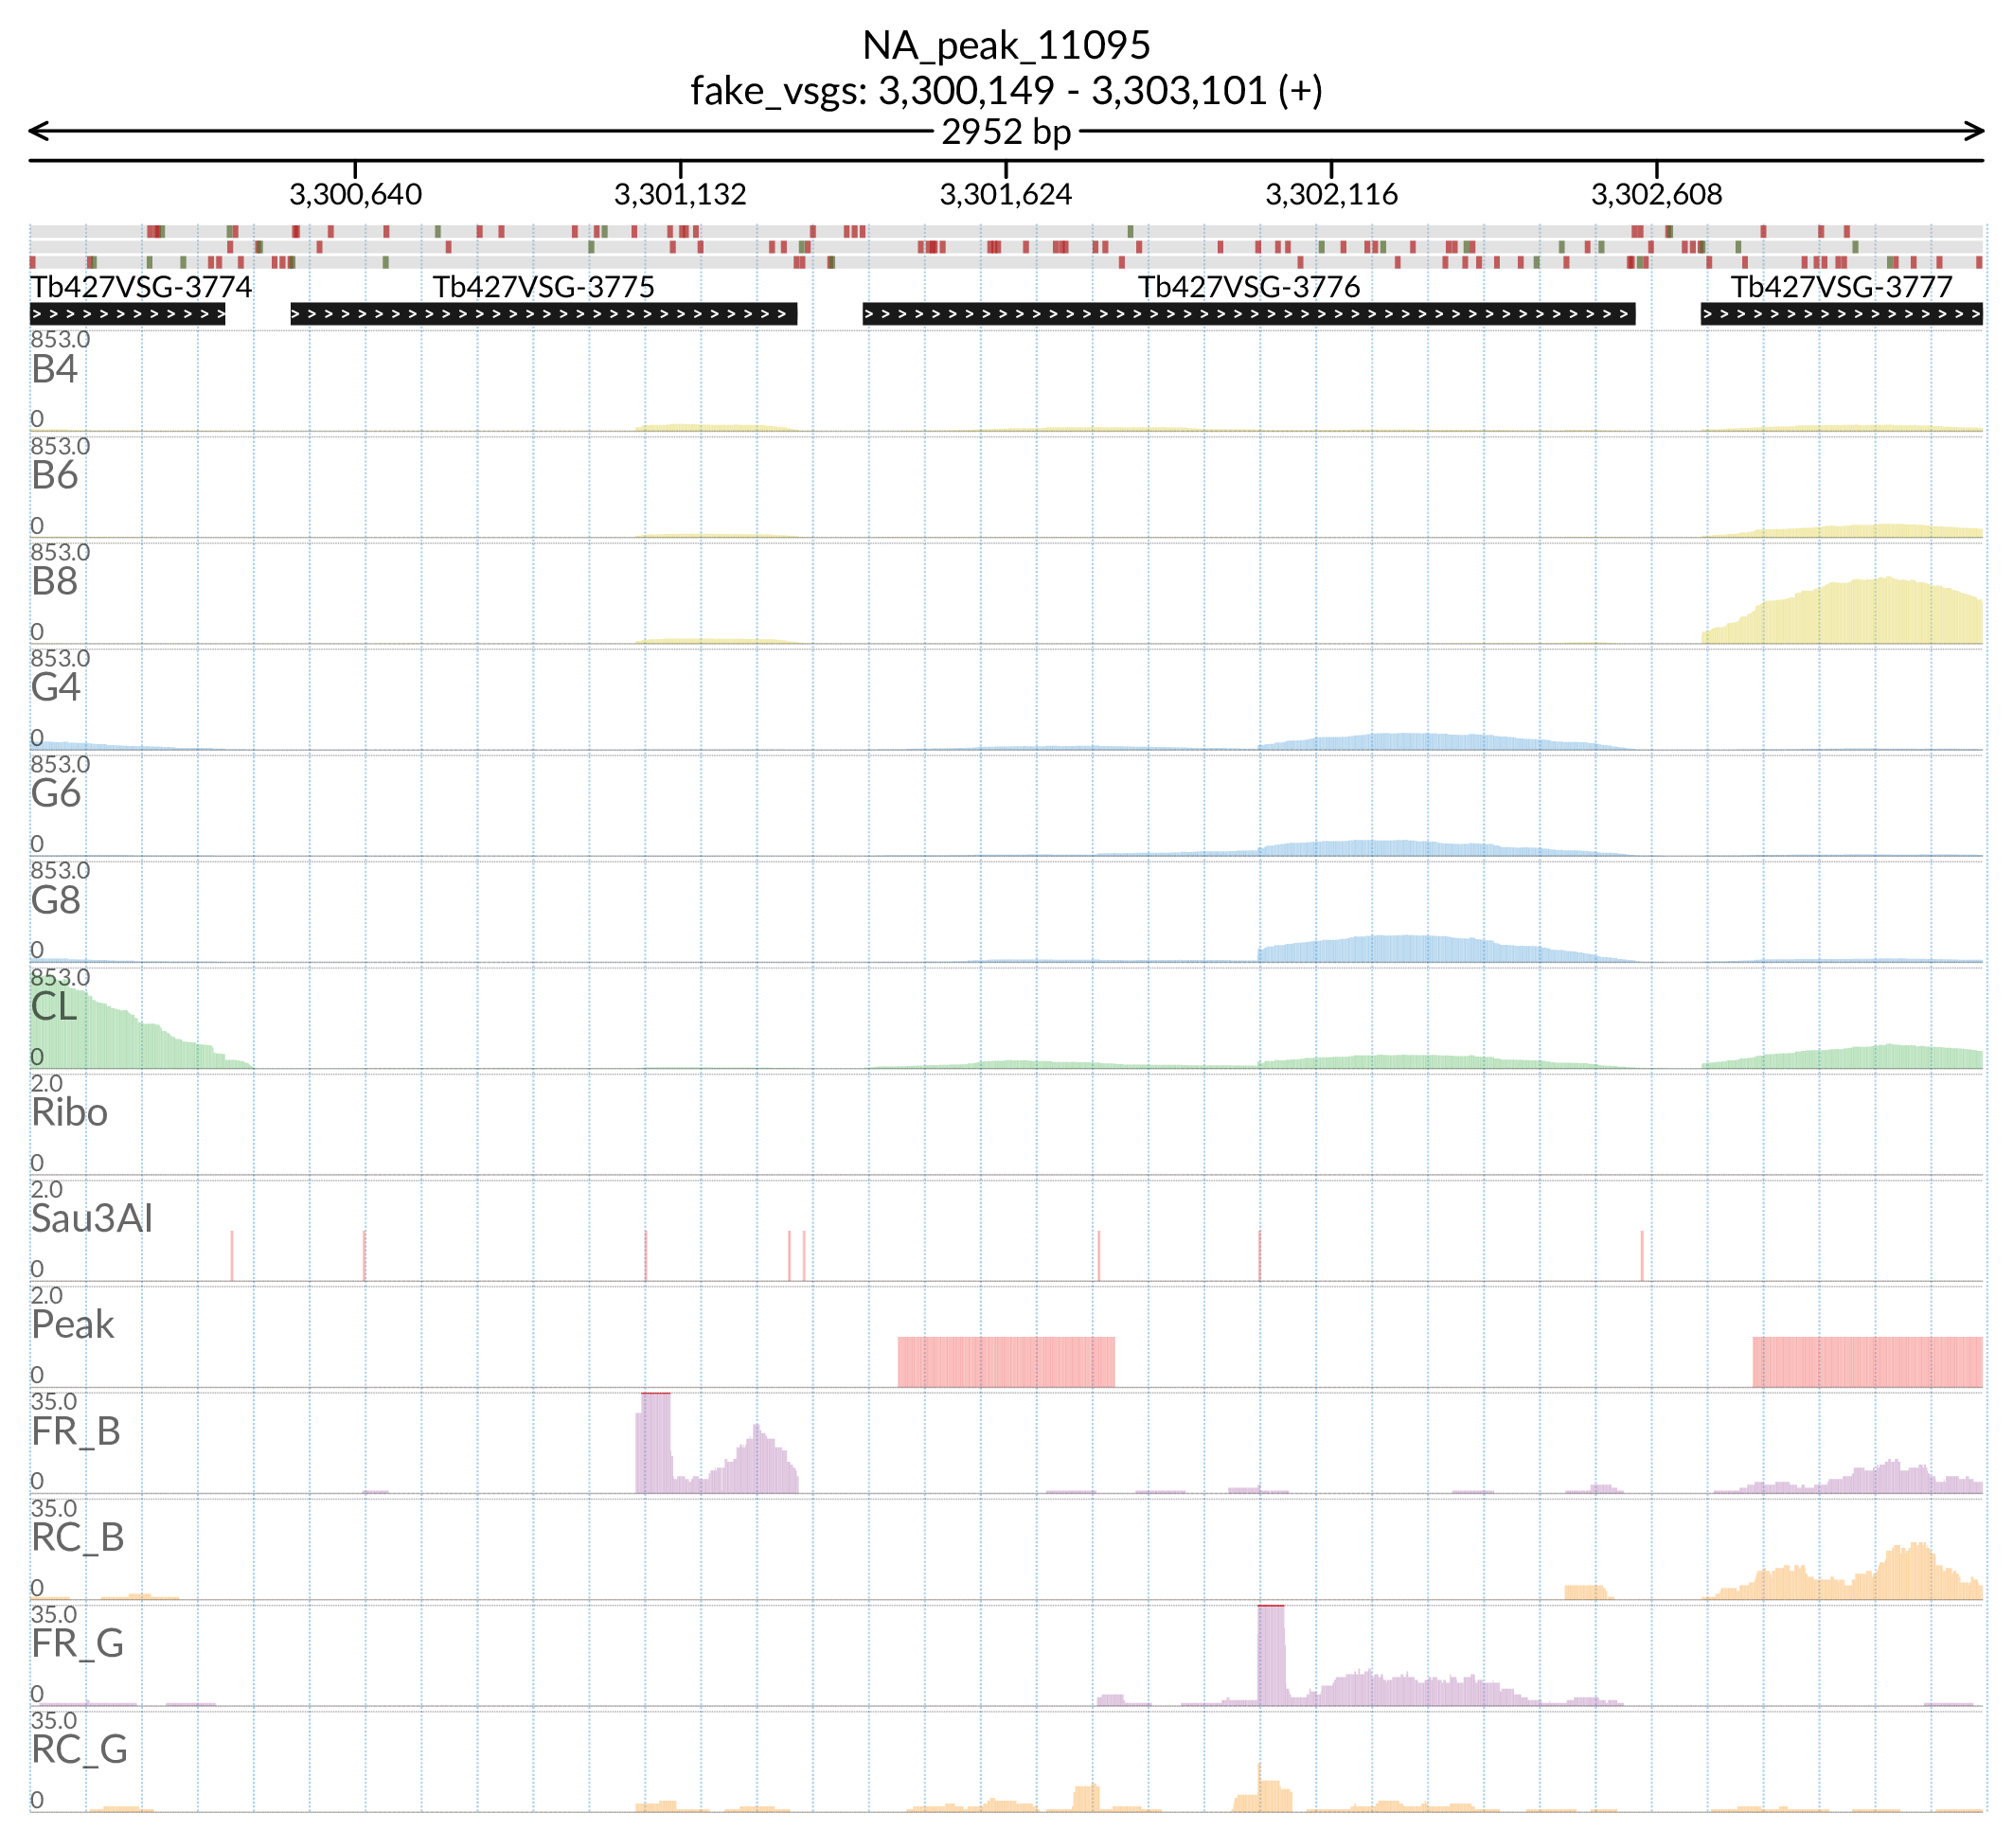 NA_peak_11095
fake_vsgs: 3,300,149 - 3,303,101 (+)
2952 bp
3,300,640 3,301,132 3,301,624 3,302,116 3,302,608
Tb427VSG-3774 Tb427VSG-3775 Tb427VSG-3776 Tb427VSG-3777
853.0
B4
0
853.0
B6
0
853.0
B8
0
853.0
G4
0
853.0
G6
0
853.0
G8
0
853.0
CL
0
2.0
Ribo
0
2.0
Sau3AI
0
2.0
Peak
0
35.0
FR_B
0
35.0
RC_B
0
35.0
FR_G
0
35.0
RC_G
0